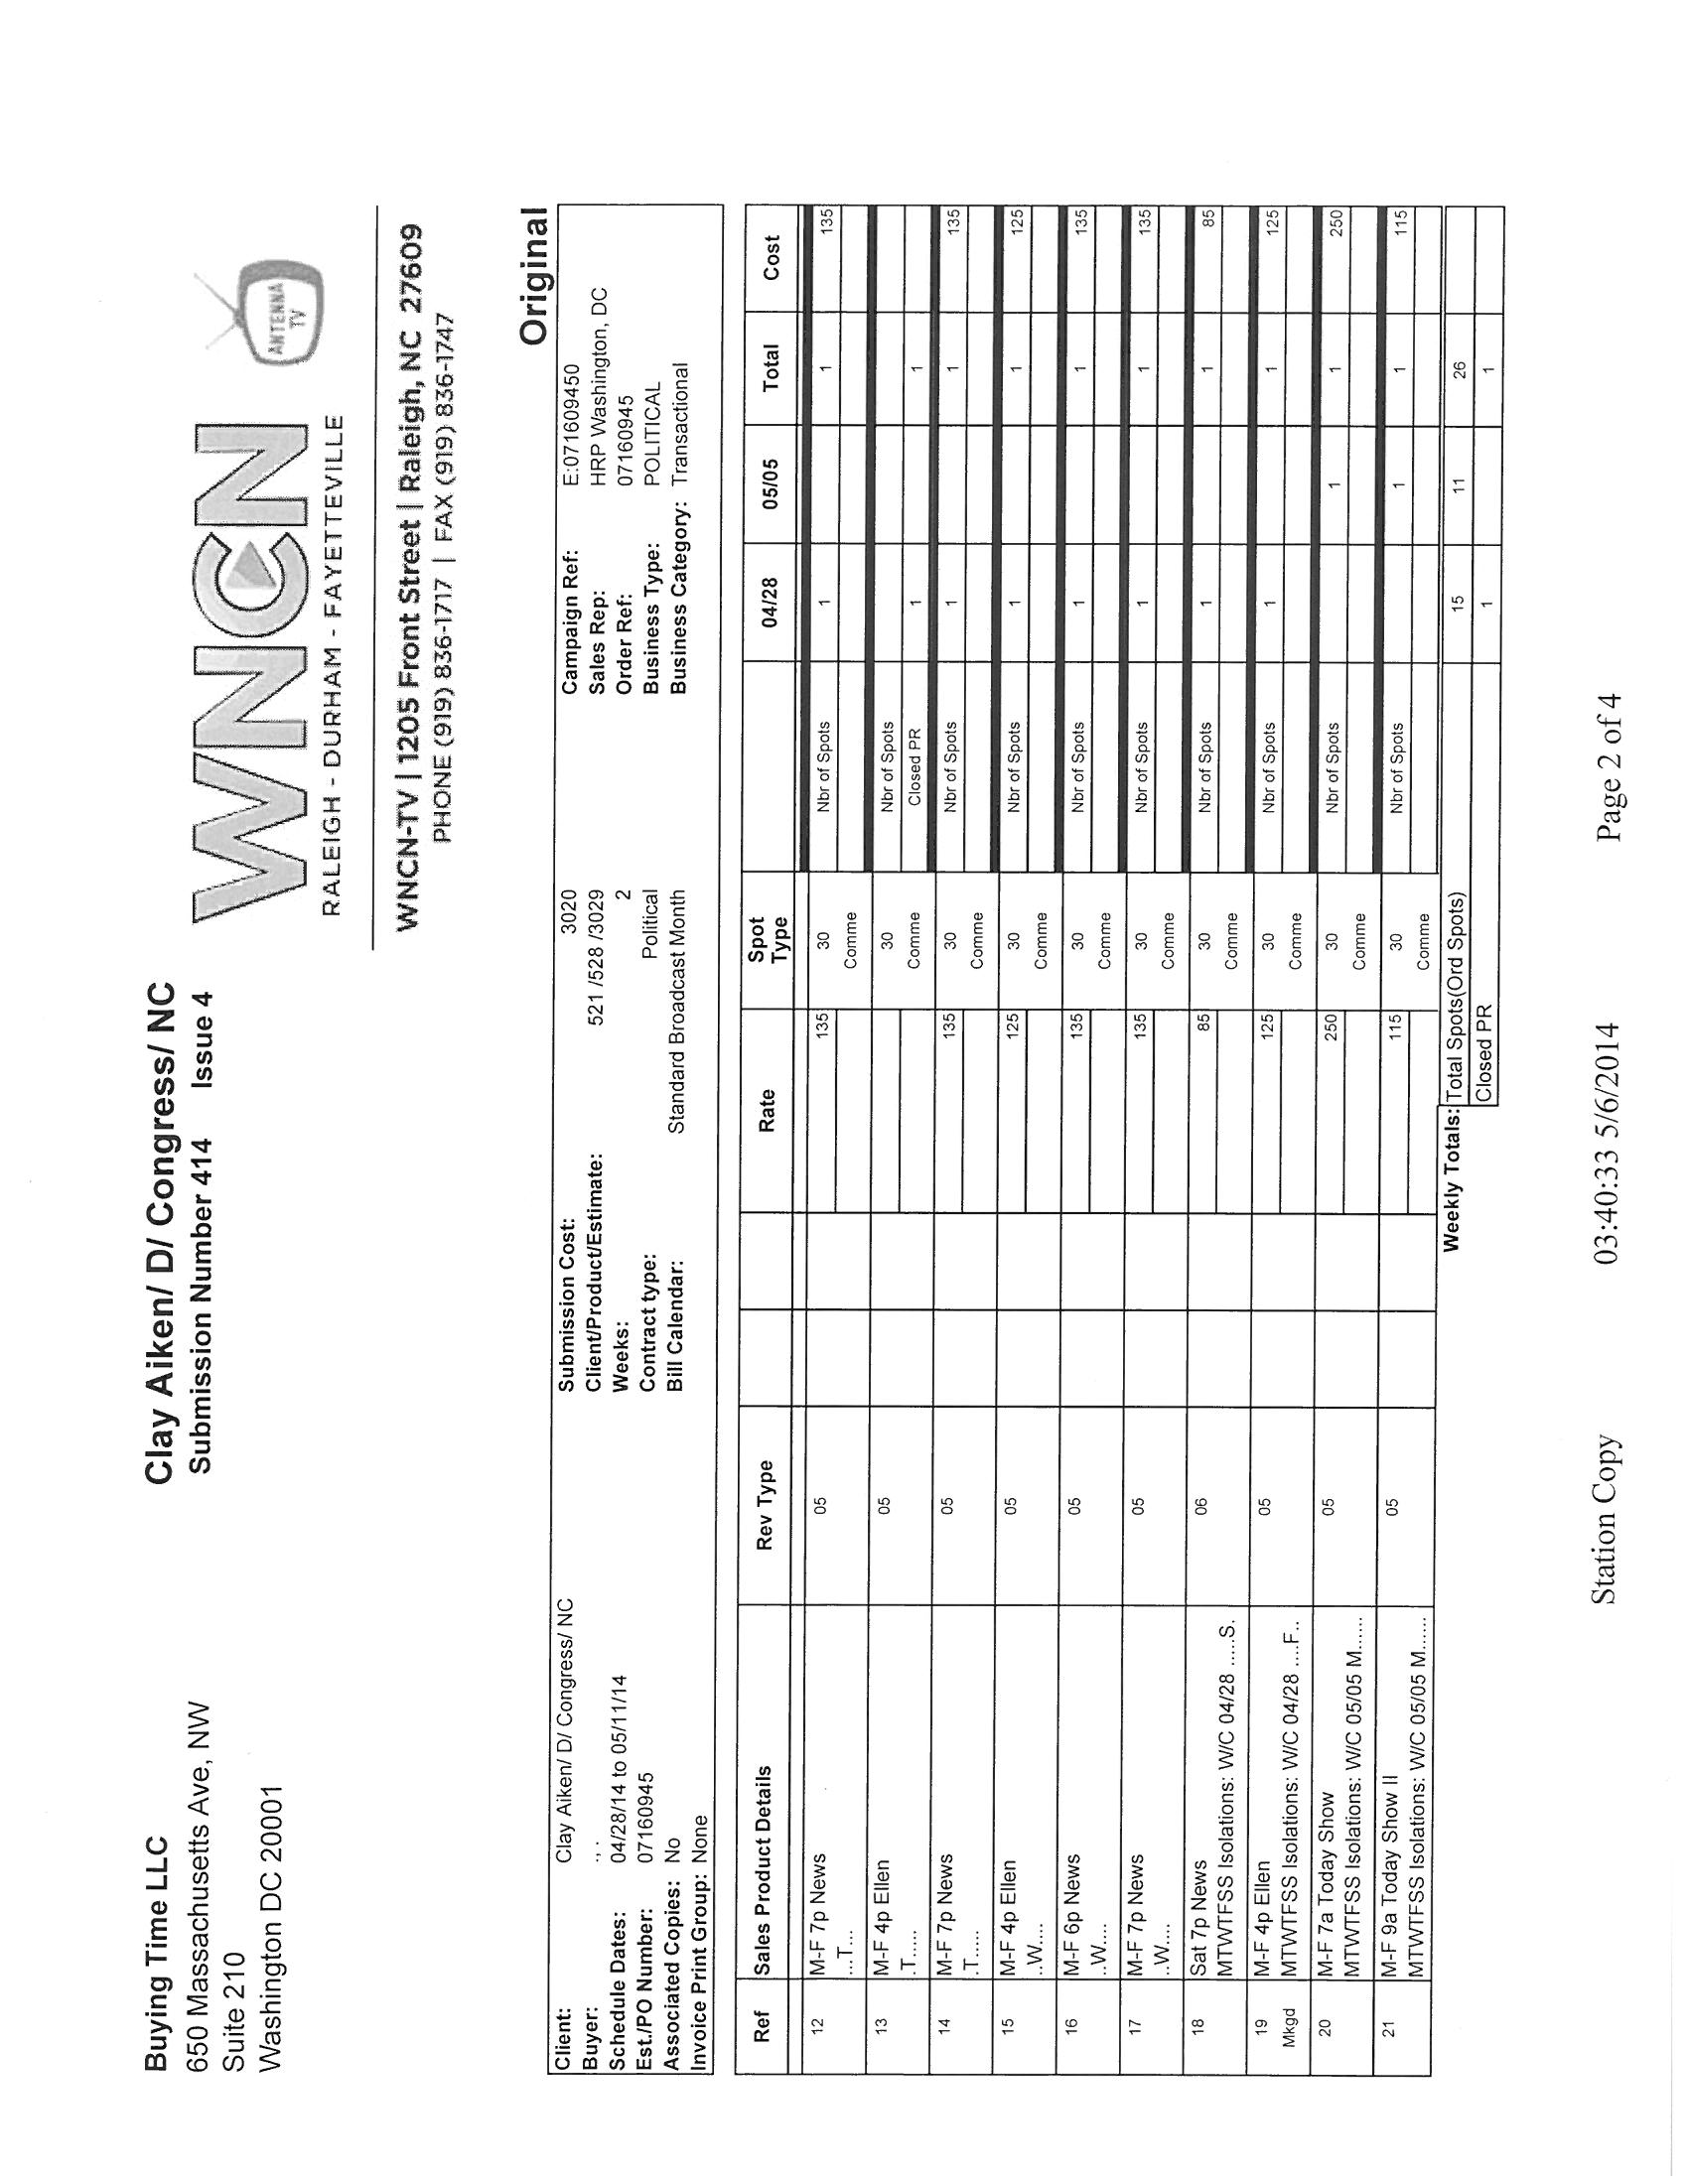 Buying Time LLC
650 Massachusetts Ave, NW
Suite 210
Washington DC 20001
Clay Aiken/ D/ Congress/ NC
Submission Number 414 Issue 4
WNCN
RALEIGH - DURHAM - FAYETTEVILLE
ANTENNA
TV
WNCN-TV | 1205 Front Street | Raleigh, NC 27609
PHONE (919) 836-1717 | FAX (919) 836-1747
Original
Client: Clay Aiken/ D/ Congress/ NC Submission Cost: 3020 Campaign Ref: E:071609450
Buyer: ., . Client/Product/Estimate: 521 /528 /3029 Sales Rep: HRP Washington, DC
Schedule Dates: 04/28/14 to 05/11/14 Weeks: 2 Order Ref: 07160945
Est./PO Number: 07160945 Contract type: Political Business Type: POLITICAL
Associated Copies: No Bill Calendar: Standard Broadcast Month Business Category: Transactional
Invoice Print Group: None
Ref Sales Product Details Rev Type Rate Spot Type 04/28 05/05 Total Cost
12 M-F 7p News 05 135 30 Nbr of Spots 1 1 135
...T... Comme
13 M-F 4p Ellen 05 30 Nbr of Spots
.T..... Comme Closed PR 1 1
14 M-F 7p News 05 135 30 Nbr of Spots 1 1 135
.T..... Comme
15 M-F 4p Ellen 05 125 30 Nbr of Spots 1 1 125
..W.... Comme
16 M-F 6p News 05 135 30 Nbr of Spots 1 1 135
..W.... Comme
17 M-F 7p News 05 135 30 Nbr of Spots 1 1 135
..W.... Comme
18 Sat 7p News 06 85 30 Nbr of Spots 1 1 85
MTWTFSS Isolations: W/C 04/28 .....S. Comme
19 M-F 4p Ellen 05 125 30 Nbr of Spots 1 1 125
Mkgd MTWTFSS Isolations: W/C 04/28 ....F.. Comme
20 M-F 7a Today Show 05 250 30 Nbr of Spots 1 1 250
MTWTFSS Isolations: W/C 05/05 M...... Comme
21 M-F 9a Today Show II 05 115 30 Nbr of Spots 1 1 115
MTWTFSS Isolations: W/C 05/05 M...... Comme
Weekly Totals: Total Spots(Ord Spots) 15 11 26
Closed PR 1 1
Station Copy 03:40:33 5/6/2014 Page 2 of 4